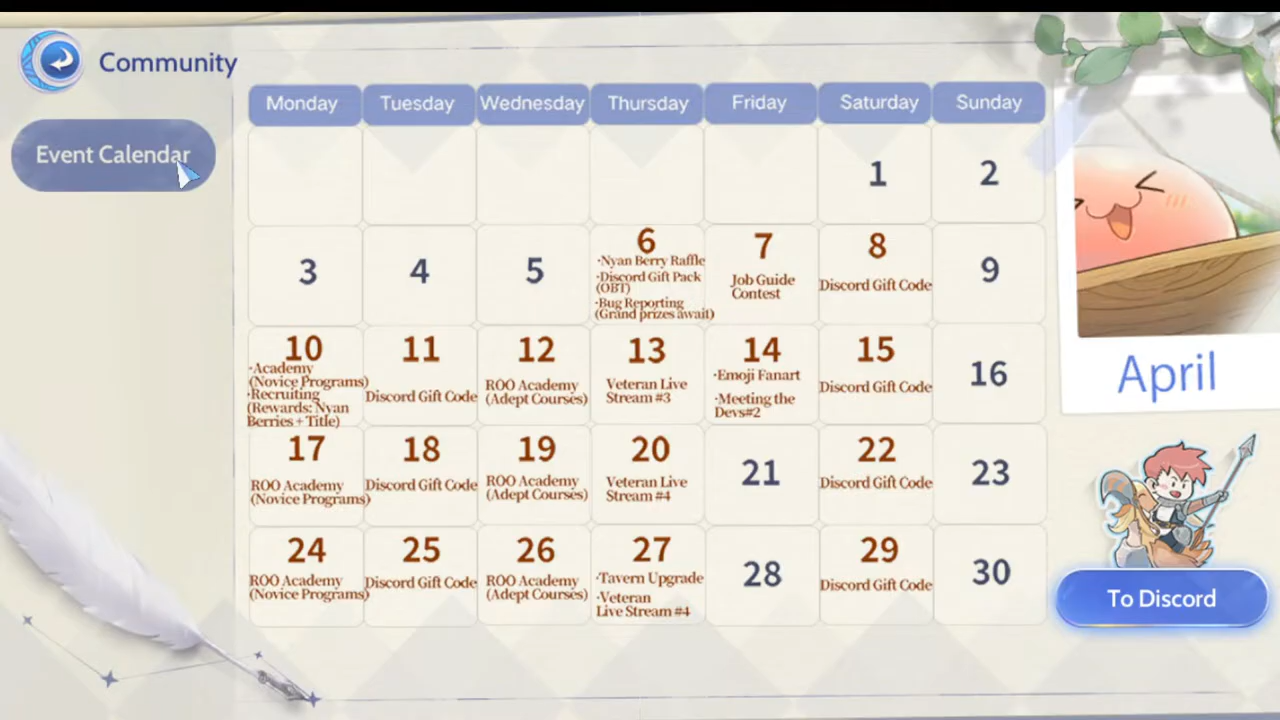 Community
Event Calendar
Monday Tuesday Wednesday Thursday Friday Saturday Sunday
1 2
3
4
5
6
·Nyan Berry Raffle
·Discord Gift Pack
(OBT)
·Bug Reporting
(Grand prizes await)
7
Job Guide
Contest
8
Discord Gift Code
9
10
·Academy
(Novice Programs)
·Recruiting
(Rewards: Nyan
Berries + Title)
11
Discord Gift Code
12
ROO Academy
(Adept Courses)
13
Veteran Live
Stream #3
14
·Emoji Fanart
·Meeting the
Devs#2
15
Discord Gift Code
16
17
ROO Academy
(Novice Programs)
18
Discord Gift Code
19
ROO Academy
(Adept Courses)
20
Veteran Live
Stream #4
21
22
Discord Gift Code
23
24
ROO Academy
(Novice Programs)
25
Discord Gift Code
26
ROO Academy
(Adept Courses)
27
·Tavern Upgrade
·Veteran
Live Stream #4
28
29
Discord Gift Code
30
April
To Discord